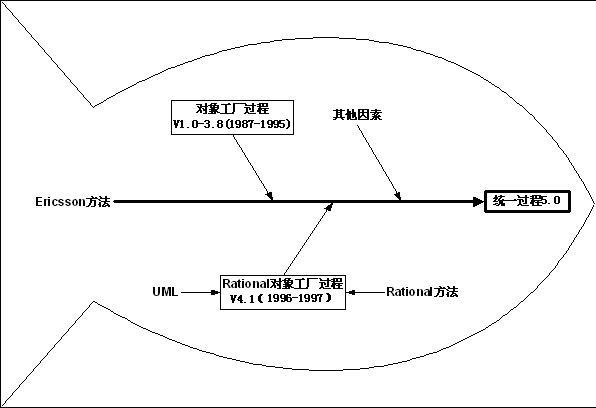 对象工厂过程
V1.0-3.8(1987-1995)
其他因素
Ericsson方法
统一过程5.0
UML
Rational对象工厂过程
V4.1(1996-1997)
Rational方法